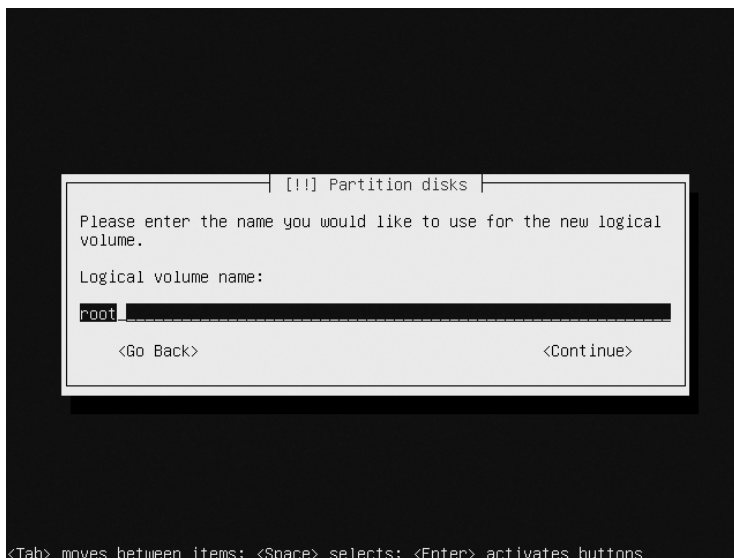 [!!] Partition disks
Please enter the name you would like to use for the new logical
volume.
Logical volume name:
root
<Go Back> <Continue>
<Tab> moves between items; <Space> selects; <Enter> activates buttons